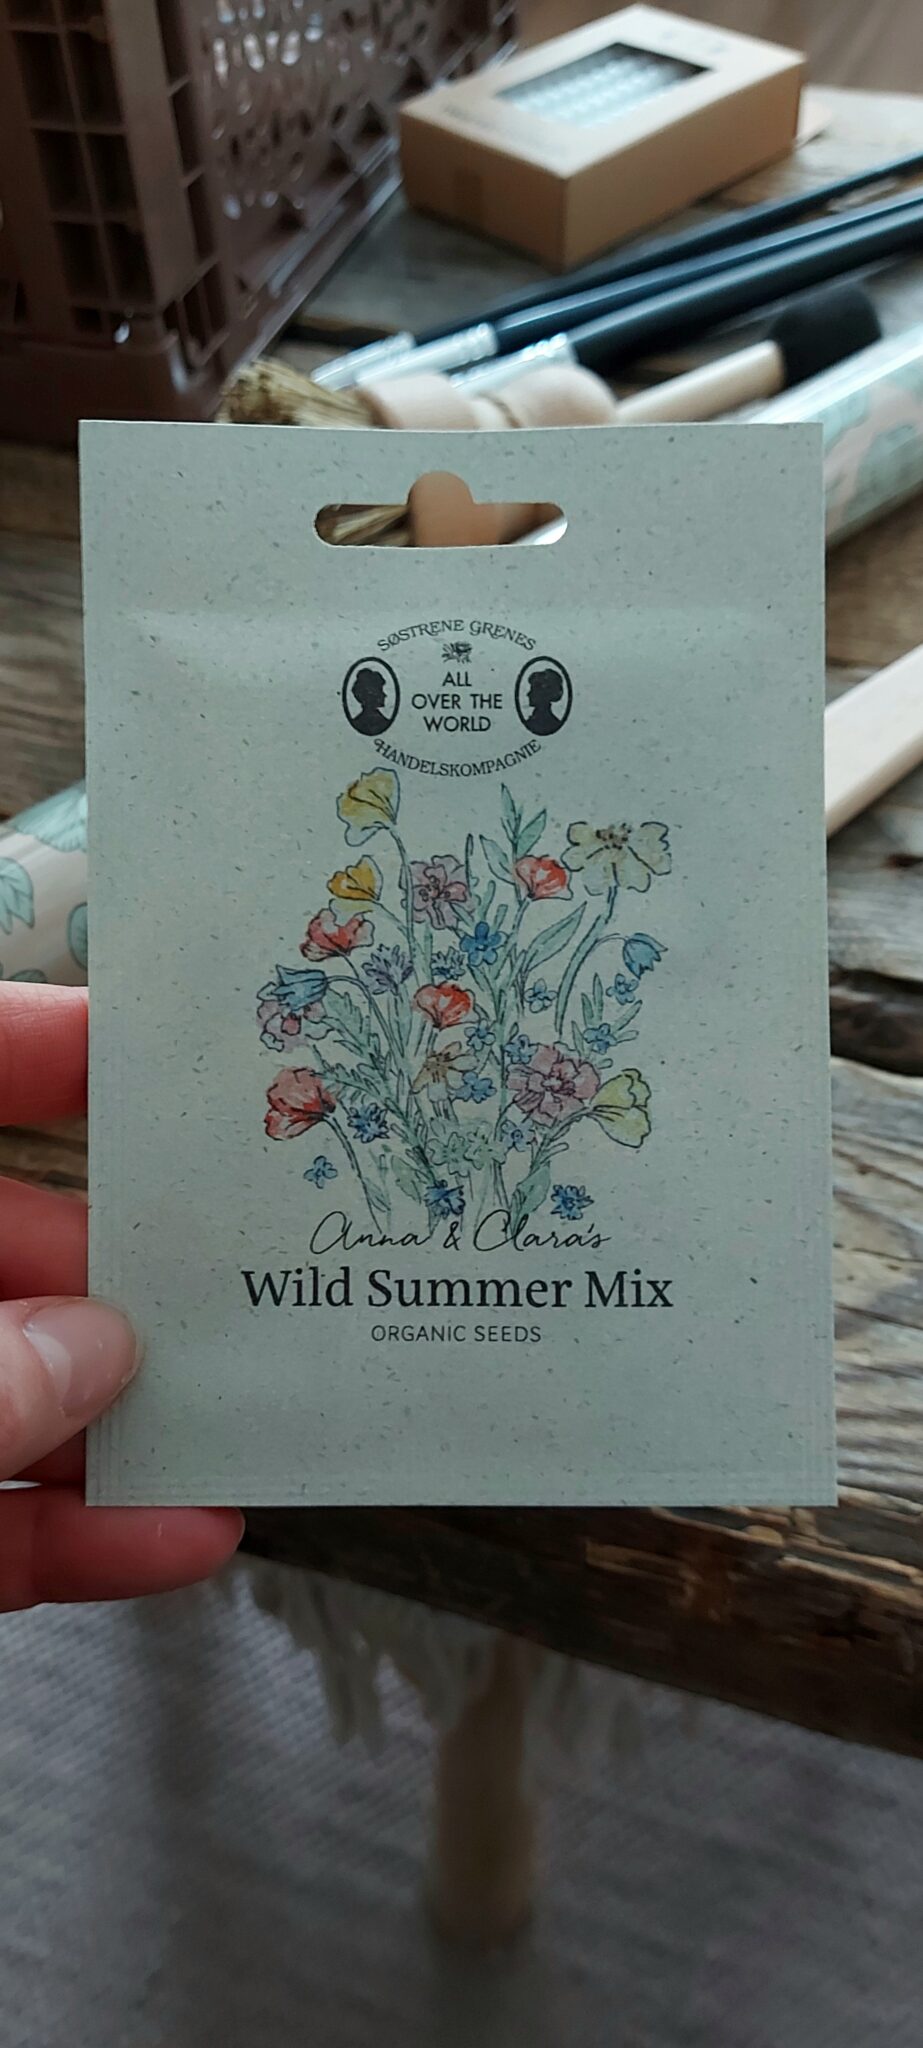 SØSTRENE GRENES
ALL
OVER THE
WORLD
HANDELSKOMPAGNIE
Anna & Clara's
Wild Summer Mix
ORGANIC SEEDS